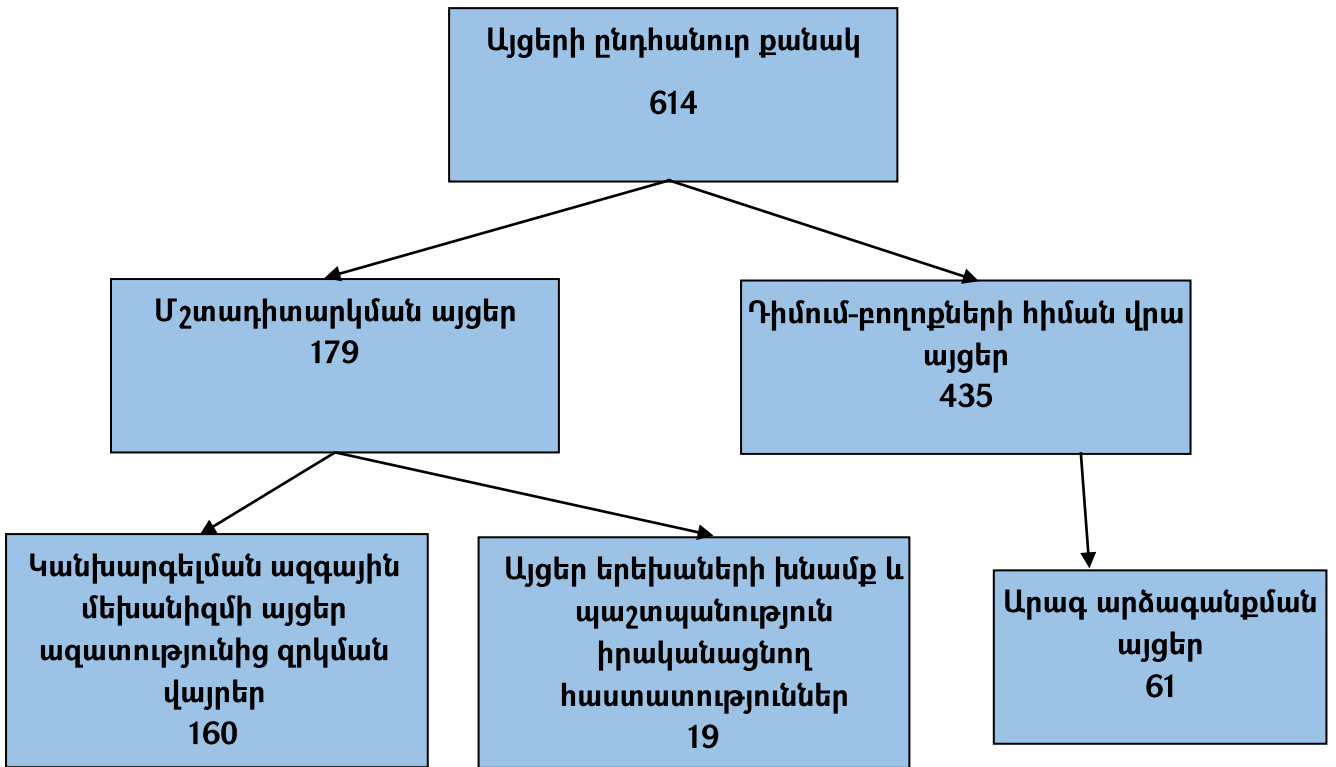 Այցերի ընդհանուր քանակ
614
Մշտադիտարկման այցեր
179
Դիմում-բողոքների հիման վրա
այցեր
435
Կանխարգելման ազգային
մեխանիզմի այցեր
ազատությունից զրկման
վայրեր
160
Այցեր երեխաների խնամք և
պաշտպանություն
իրականացնող
հաստատություններ
19
Արագ արձագանքման
այցեր
61